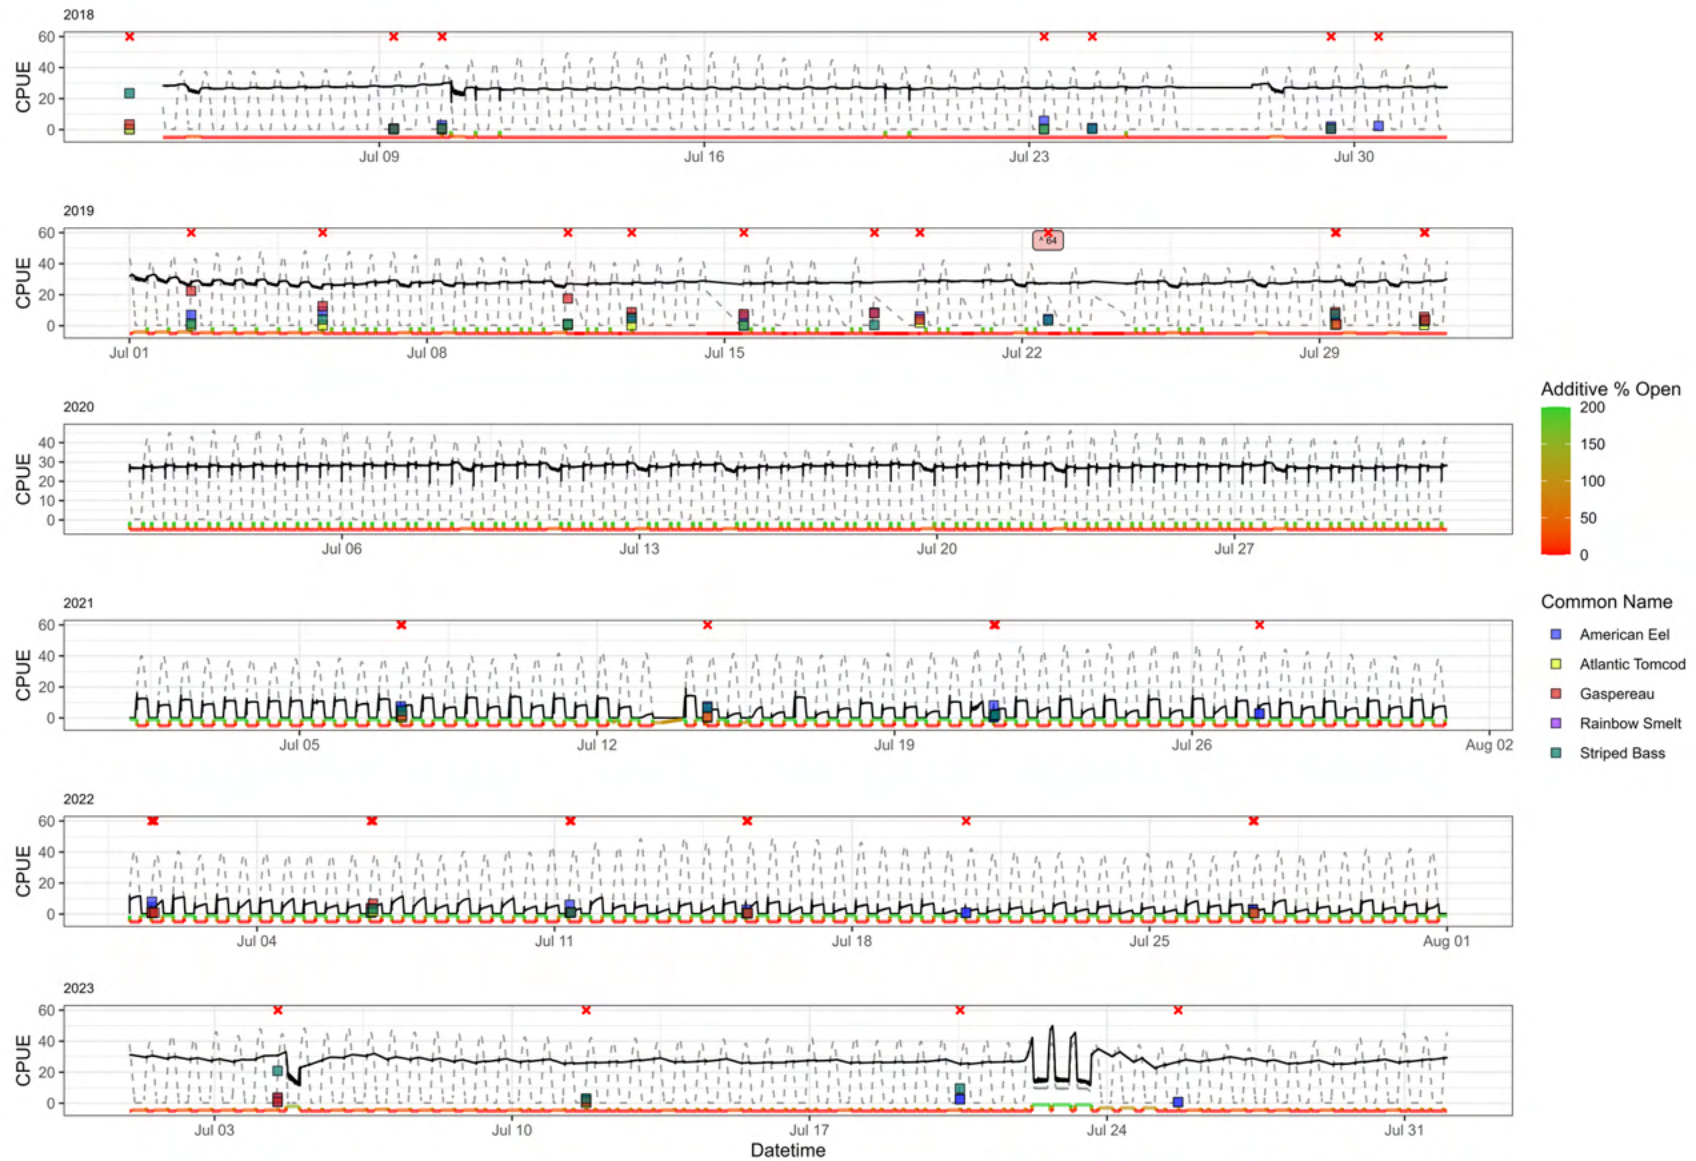 2018
60
40
20
0
CPUE
Jul 09 Jul 16 Jul 23 Jul 30
2019
60
40
20
0
CPUE
^ 64
Jul 01 Jul 08 Jul 15 Jul 22 Jul 29
2020
40
30
20
10
0
CPUE
Jul 06 Jul 13 Jul 20 Jul 27
2021
60
40
20
0
CPUE
Jul 05 Jul 12 Jul 19 Jul 26 Aug 02
2022
60
40
20
0
CPUE
Jul 04 Jul 11 Jul 18 Jul 25 Aug 01
2023
60
40
20
0
CPUE
Jul 03 Jul 10 Jul 17 Jul 24 Jul 31
Datetime
Additive % Open
200
150
100
50
0
Common Name
American Eel
Atlantic Tomcod
Gaspereau
Rainbow Smelt
Striped Bass